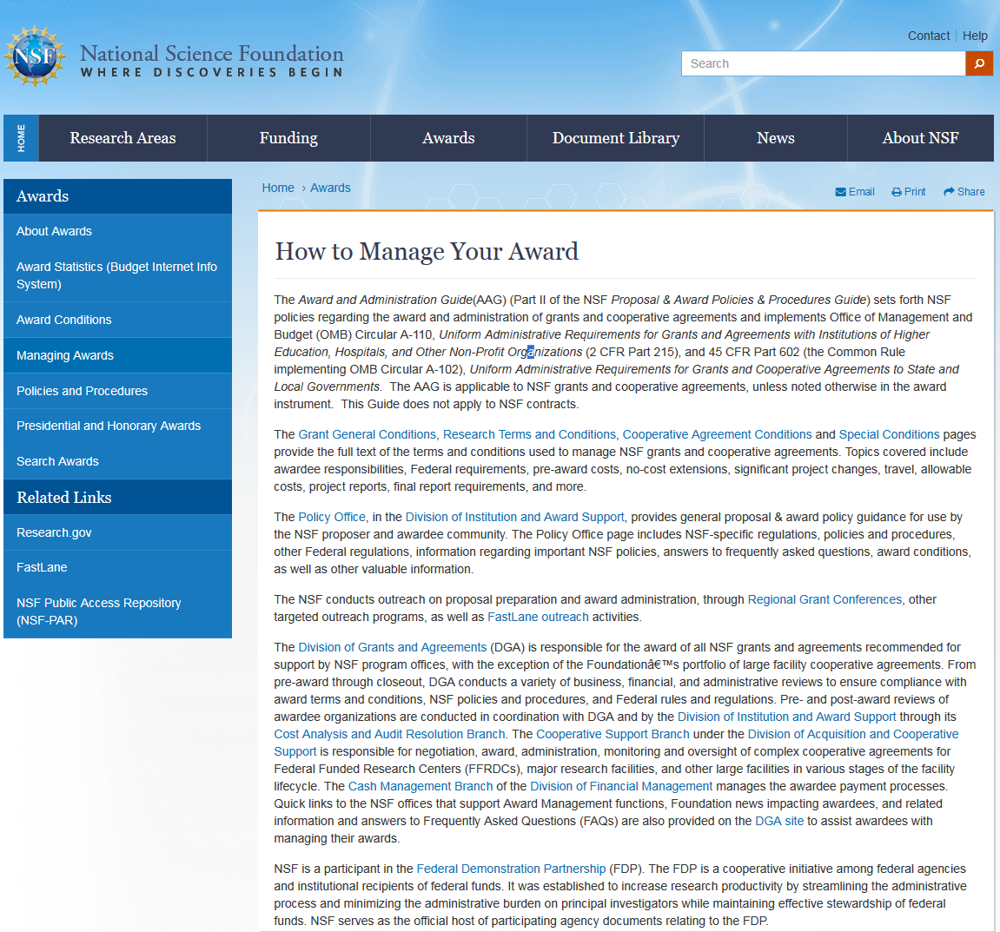 NSF
National Science Foundation
WHERE DISCOVERIES BEGIN
Contact
Help
Search
HOME
Research Areas
Funding
Awards
Document Library
News
About NSF
Awards
About Awards
Award Statistics (Budget Internet Info
System)
Award Conditions
Managing Awards
Policies and Procedures
Presidential and Honorary Awards
Search Awards
Related Links
Research.gov
FastLane
NSF Public Access Repository
(NSF-PAR)
Home › Awards
Email
Print
Share
How to Manage Your Award
The Award and Administration Guide(AAG) (Part II of the NSF Proposal & Award Policies & Procedures Guide) sets forth NSF
policies regarding the award and administration of grants and cooperative agreements and implements Office of Management and
Budget (OMB) Circular A-110, Uniform Administrative Requirements for Grants and Agreements with Institutions of Higher
Education, Hospitals, and Other Non-Profit Organizations (2 CFR Part 215), and 45 CFR Part 602 (the Common Rule
implementing OMB Circular A-102), Uniform Administrative Requirements for Grants and Cooperative Agreements to State and
Local Governments.  The AAG is applicable to NSF grants and cooperative agreements, unless noted otherwise in the award
instrument.  This Guide does not apply to NSF contracts.
The Grant General Conditions, Research Terms and Conditions, Cooperative Agreement Conditions and Special Conditions pages
provide the full text of the terms and conditions used to manage NSF grants and cooperative agreements. Topics covered include
awardee responsibilities, Federal requirements, pre-award costs, no-cost extensions, significant project changes, travel, allowable
costs, project reports, final report requirements, and more.
The Policy Office, in the Division of Institution and Award Support, provides general proposal & award policy guidance for use by
the NSF proposer and awardee community. The Policy Office page includes NSF-specific regulations, policies and procedures,
other Federal regulations, information regarding important NSF policies, answers to frequently asked questions, award conditions,
as well as other valuable information.
The NSF conducts outreach on proposal preparation and award administration, through Regional Grant Conferences, other
targeted outreach programs, as well as FastLane outreach activities.
The Division of Grants and Agreements (DGA) is responsible for the award of all NSF grants and agreements recommended for
support by NSF program offices, with the exception of the Foundationâ€™s portfolio of large facility cooperative agreements. From
pre-award through closeout, DGA conducts a variety of business, financial, and administrative reviews to ensure compliance with
award terms and conditions, NSF policies and procedures, and Federal rules and regulations. Pre- and post-award reviews of
awardee organizations are conducted in coordination with DGA and by the Division of Institution and Award Support through its
Cost Analysis and Audit Resolution Branch. The Cooperative Support Branch under the Division of Acquisition and Cooperative
Support is responsible for negotiation, award, administration, monitoring and oversight of complex cooperative agreements for
Federal Funded Research Centers (FFRDCs), major research facilities, and other large facilities in various stages of the facility
lifecycle. The Cash Management Branch of the Division of Financial Management manages the awardee payment processes.
Quick links to the NSF offices that support Award Management functions, Foundation news impacting awardees, and related
information and answers to Frequently Asked Questions (FAQs) are also provided on the DGA site to assist awardees with
managing their awards.
NSF is a participant in the Federal Demonstration Partnership (FDP). The FDP is a cooperative initiative among federal agencies
and institutional recipients of federal funds. It was established to increase research productivity by streamlining the administrative
process and minimizing the administrative burden on principal investigators while maintaining effective stewardship of federal
funds. NSF serves as the official host of participating agency documents relating to the FDP.